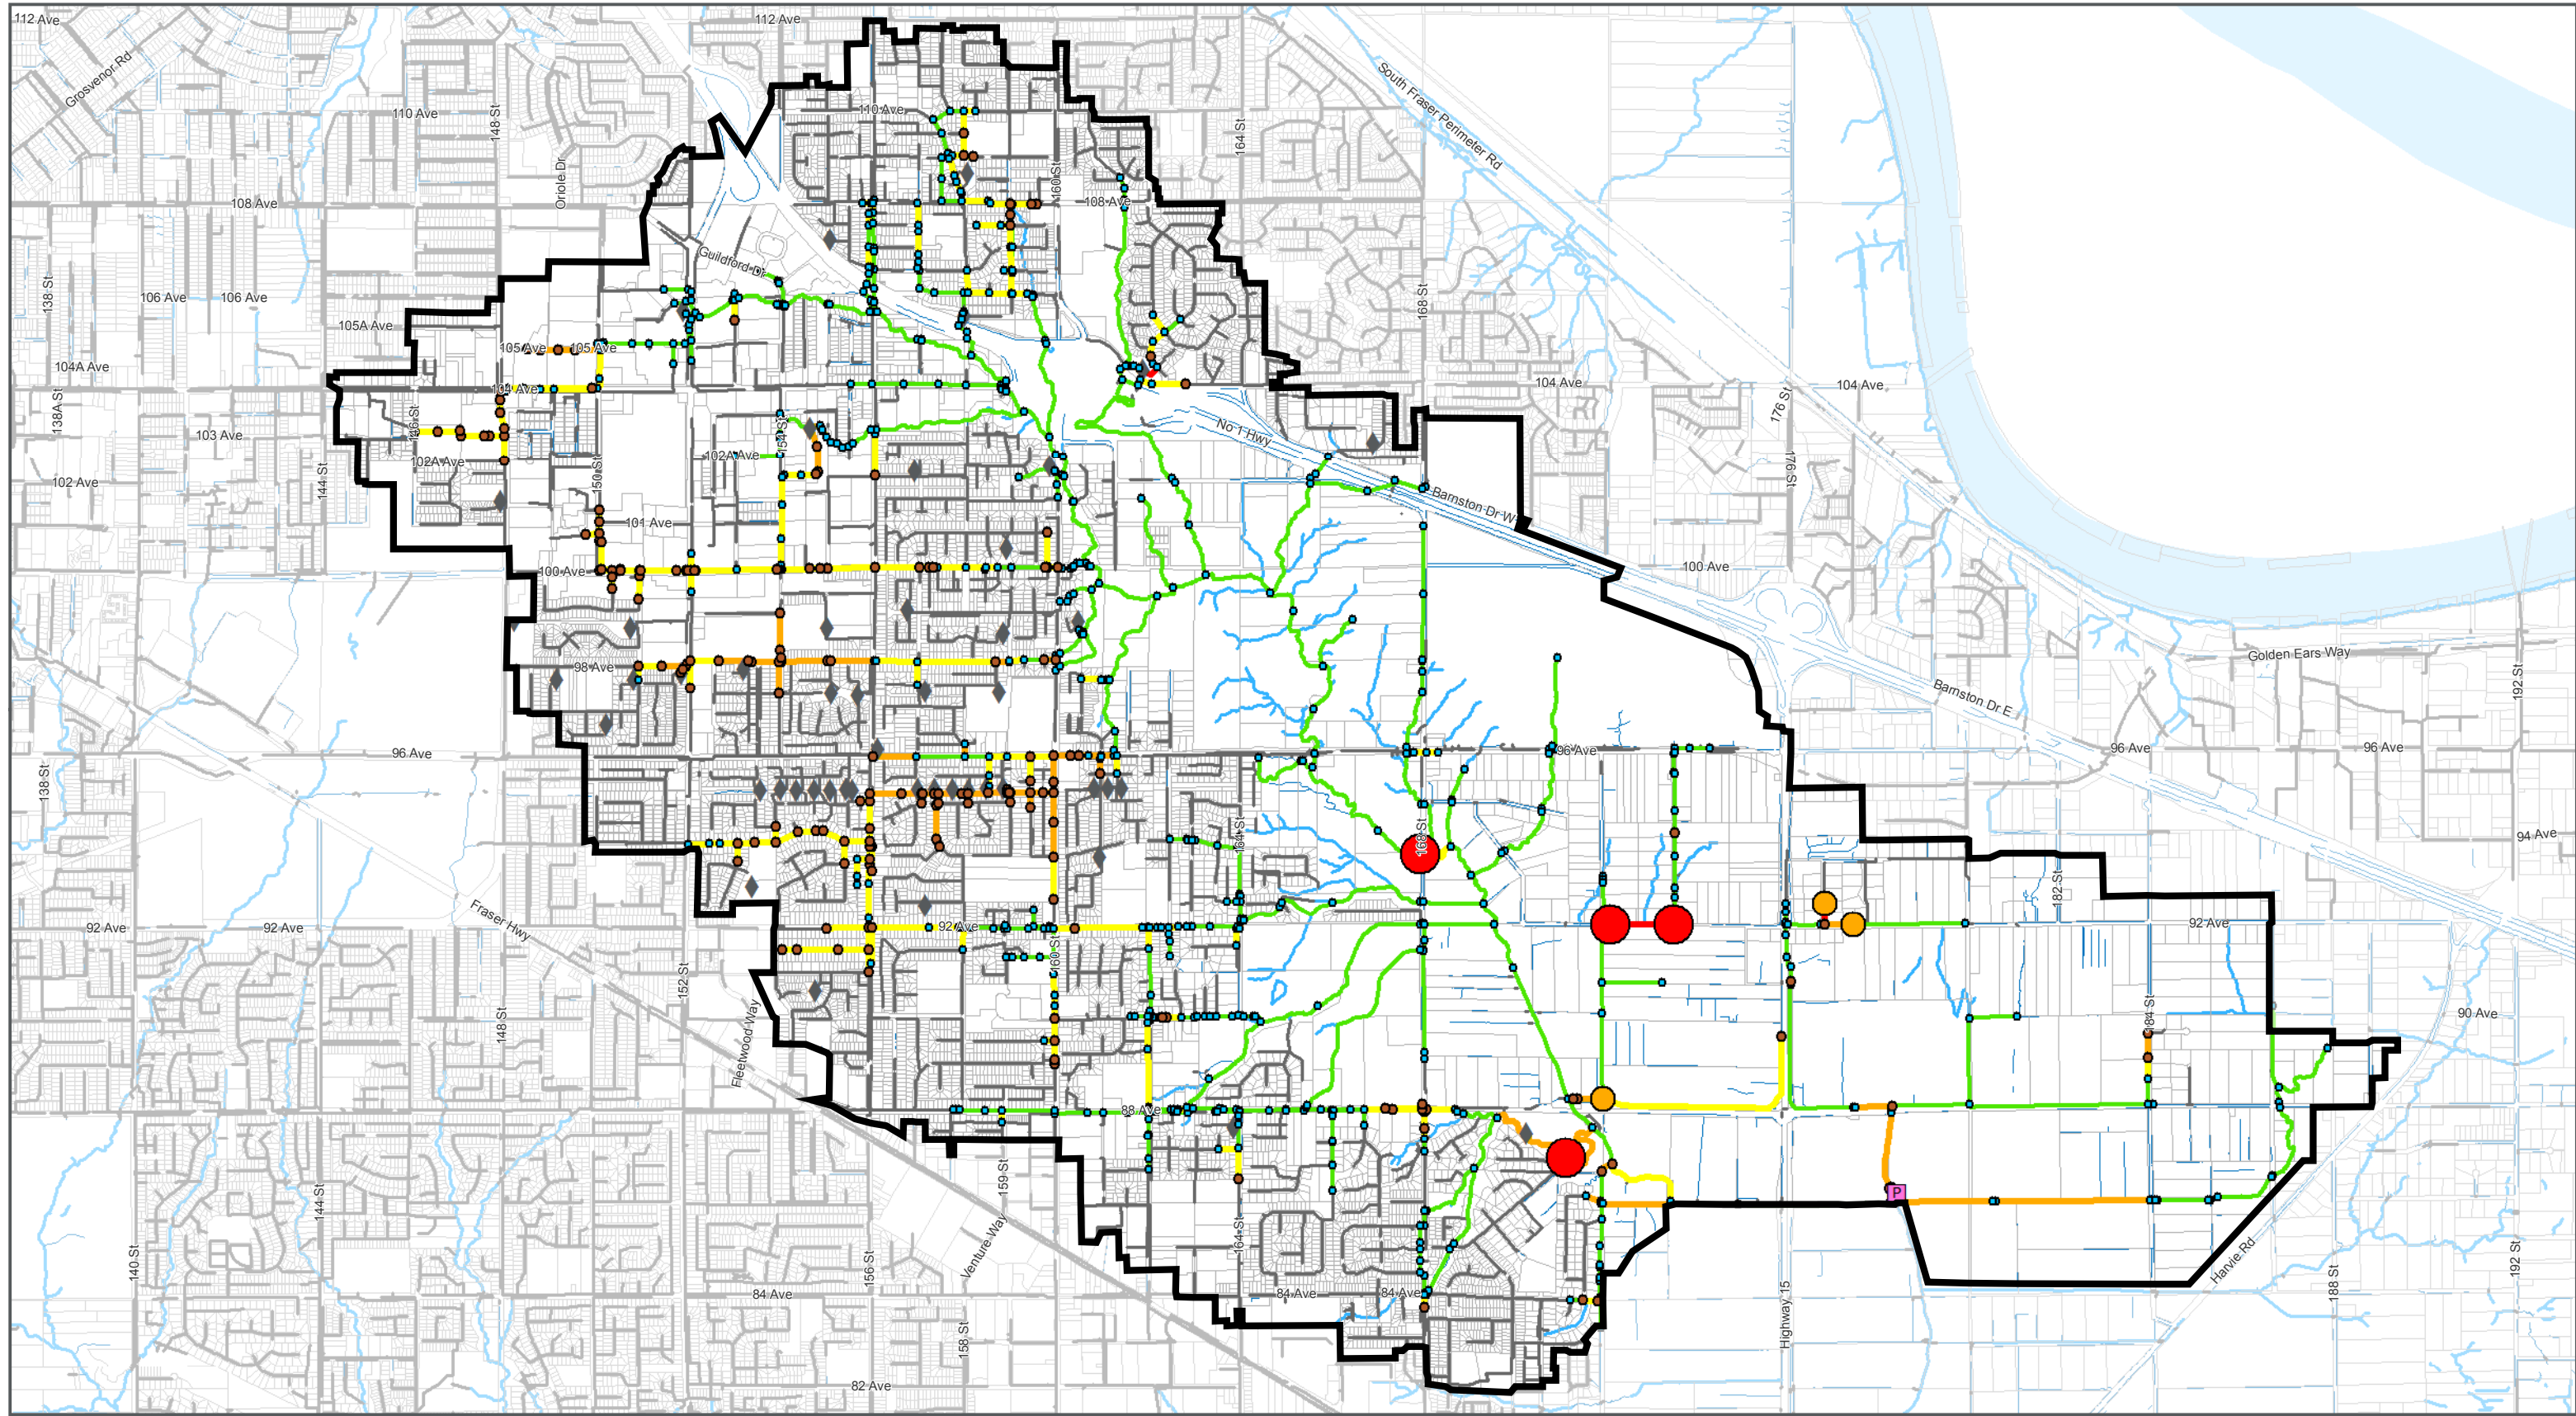 112 Ave
112 Ave
Grosvenor Rd
South Fraser Perimeter Rd
110 Ave
148 St
110 Ave
164 St
Oriole Dr
160 St
108 Ave
108 Ave
Guildford Dr
138 St
106 Ave
106 Ave
168 St
105A Ave
105 Ave
105 Ave
104A Ave
104 Ave
104 Ave
104 Ave
138A St
146 St
103 Ave
154 St
176 St
No 1 Hwy
102A Ave
102A Ave
102 Ave
144 St
150 St
176 St
Barnston Dr W
101 Ave
100 Ave
100 Ave
98 Ave
Golden Ears Way
192 St
Barnston Dr E
96 Ave
96 Ave
96 Ave
96 Ave
138 St
164 St
168 St
94 Ave
182 St
92 Ave
92 Ave
Fraser Hwy
92 Ave
92 Ave
160 St
152 St
148 St
184 St
90 Ave
Fleetwood Way
88 Ave
159 St
144 St
P
140 St
156 St
Venture Way
164 St
Harvie Rd
188 St
192 St
84 Ave
84 Ave
84 Ave
Highway 15
158 St
82 Ave